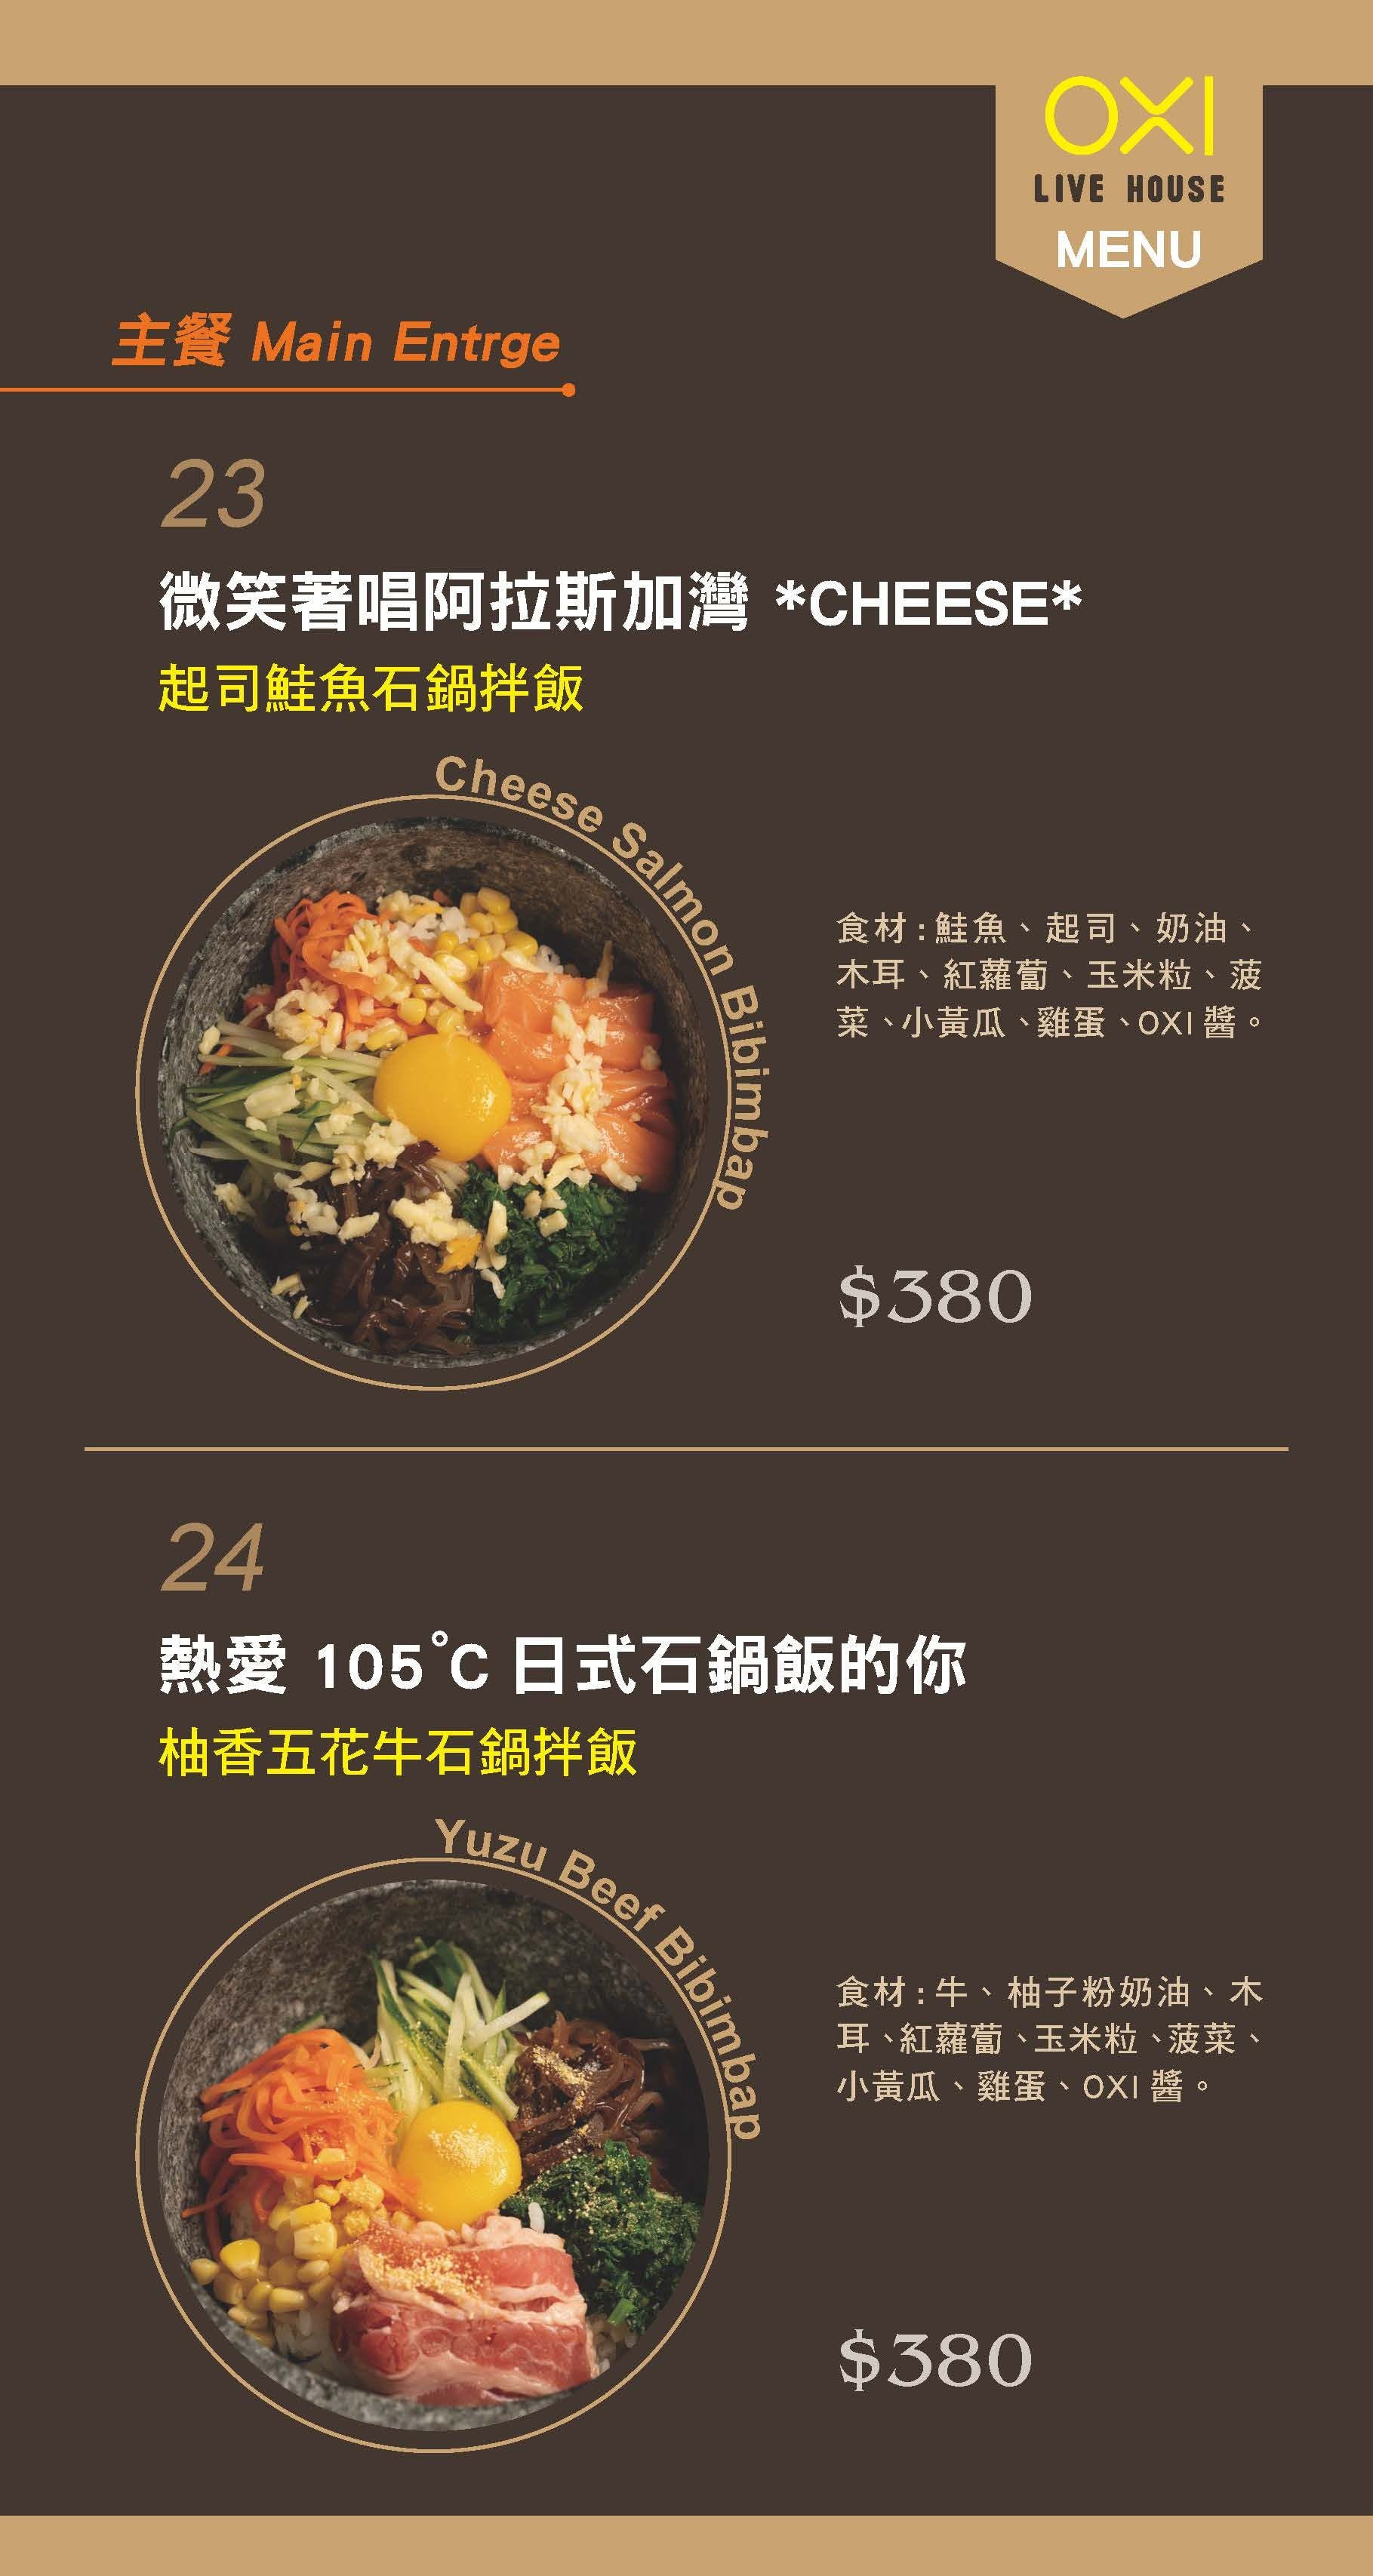 OXI
LIVE HOUSE
MENU
主餐 Main Entrge
23
微笑著唱阿拉斯加灣 *CHEESE*
起司鮭魚石鍋拌飯
Cheese Salmon Bibimbap
食材:鮭魚、起司、奶油、
木耳、紅蘿蔔、玉米粒、菠
菜、小黃瓜、雞蛋、OXI 醬。
$380
24
熱愛 105°C 日式石鍋飯的你
柚香五花牛石鍋拌飯
Yuzu Beef Bibimbap
食材:牛、柚子粉奶油、木
耳、紅蘿蔔、玉米粒、菠菜、
小黃瓜、雞蛋、OXI 醬。
$380